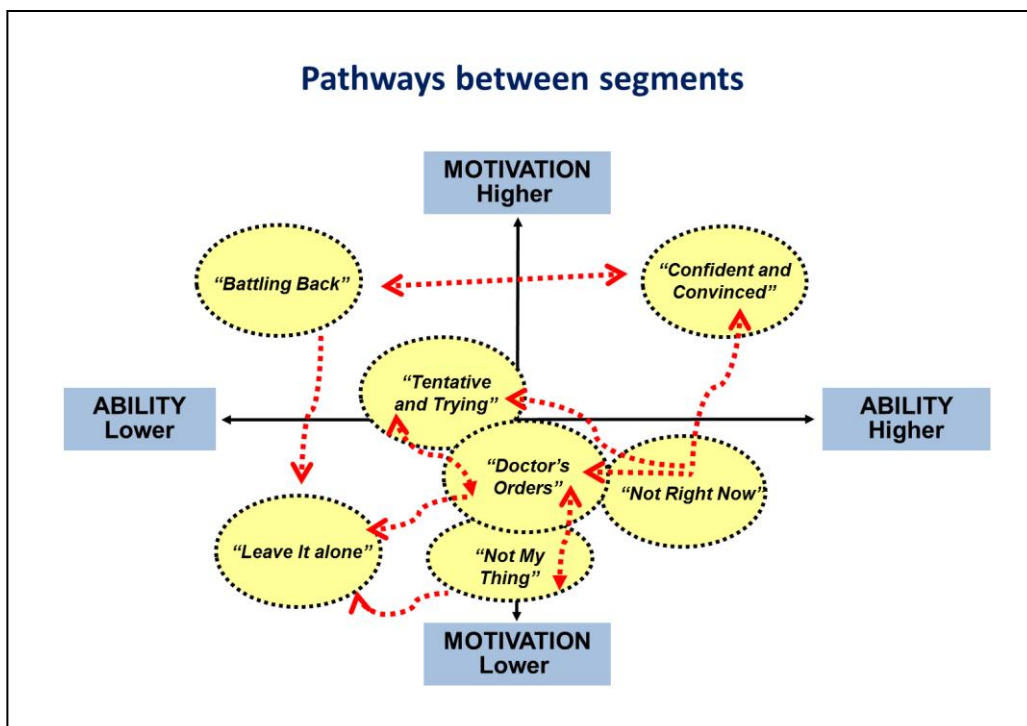 Pathways between segments
MOTIVATION
Higher
“Battling Back”
“Confident and
Convinced”
“Tentative
and Trying”
ABILITY
Lower
ABILITY
Higher
“Doctor’s
Orders”
“Not Right Now”
“Leave It alone”
“Not My
Thing”
MOTIVATION
Lower